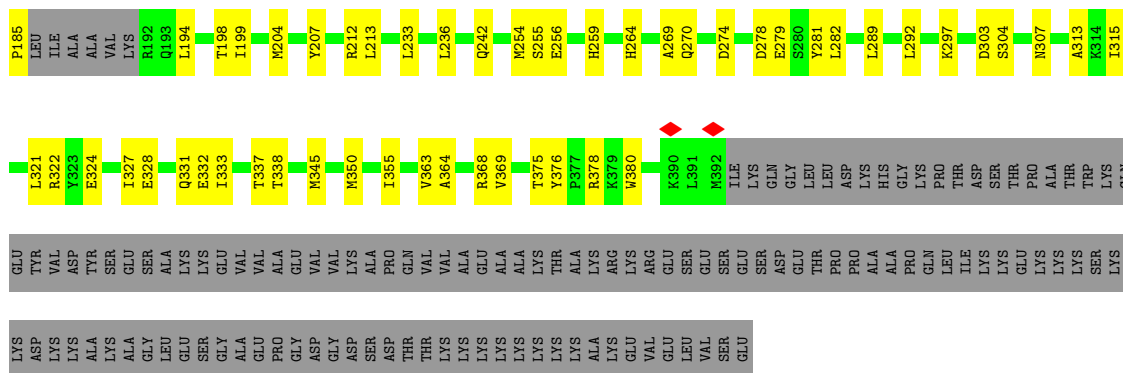 P185 LEU ILE ALA ALA VAL LYS R192 Q193 L194 T198 I199 M204 Y207 R212 L213 L233 L236 Q242 M254 S255 E256 H259 H264 A269 Q270 D274 D278 E279 S280 Y281 L282 L289 L292 K297 D303 S304 N307 A313 K314 I315
L321 R322 Y323 E324 I327 E328 Q331 E332 I333 T337 T338 M345 M350 I355 V363 A364 R368 V369 T375 Y376 P377 R378 K379 W380 K390 L391 M392 ILE LYS GLN GLY LEU LEU ASP LYS HIS GLY LYS PRO THR ASP SER THR PRO ALA THR TRP LYS GLN
GLU TYR VAL ASP TYR SER GLU SER ALA LYS LYS GLU VAL VAL ALA GLU VAL VAL LYS ALA PRO GLN VAL VAL ALA GLU ALA ALA LYS THR ALA LYS ARG LYS ARG GLU SER GLU SER GLU SER ASP GLU THR PRO PRO ALA ALA PRO GLN LEU ILE LYS LYS GLU LYS LYS LYS SER LYS
LYS ASP LYS LYS ALA LYS ALA GLY LEU GLU SER GLY ALA GLU PRO GLY ASP GLY ASP SER ASP THR THR LYS LYS LYS LYS LYS LYS LYS LYS LYS LYS ALA LYS GLU VAL GLU LEU VAL SER GLU